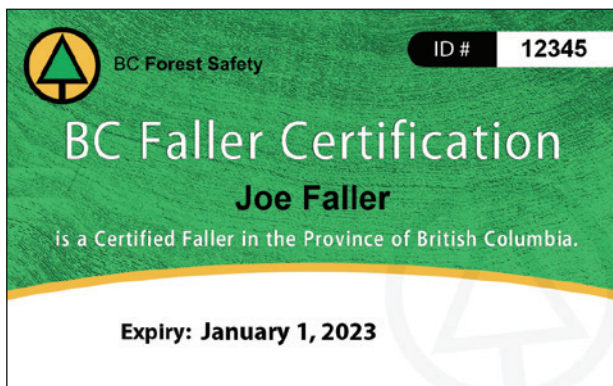 BC Forest Safety
ID # 12345
BC Faller Certification
Joe Faller
is a Certified Faller in the Province of British Columbia.
Expiry: January 1, 2023